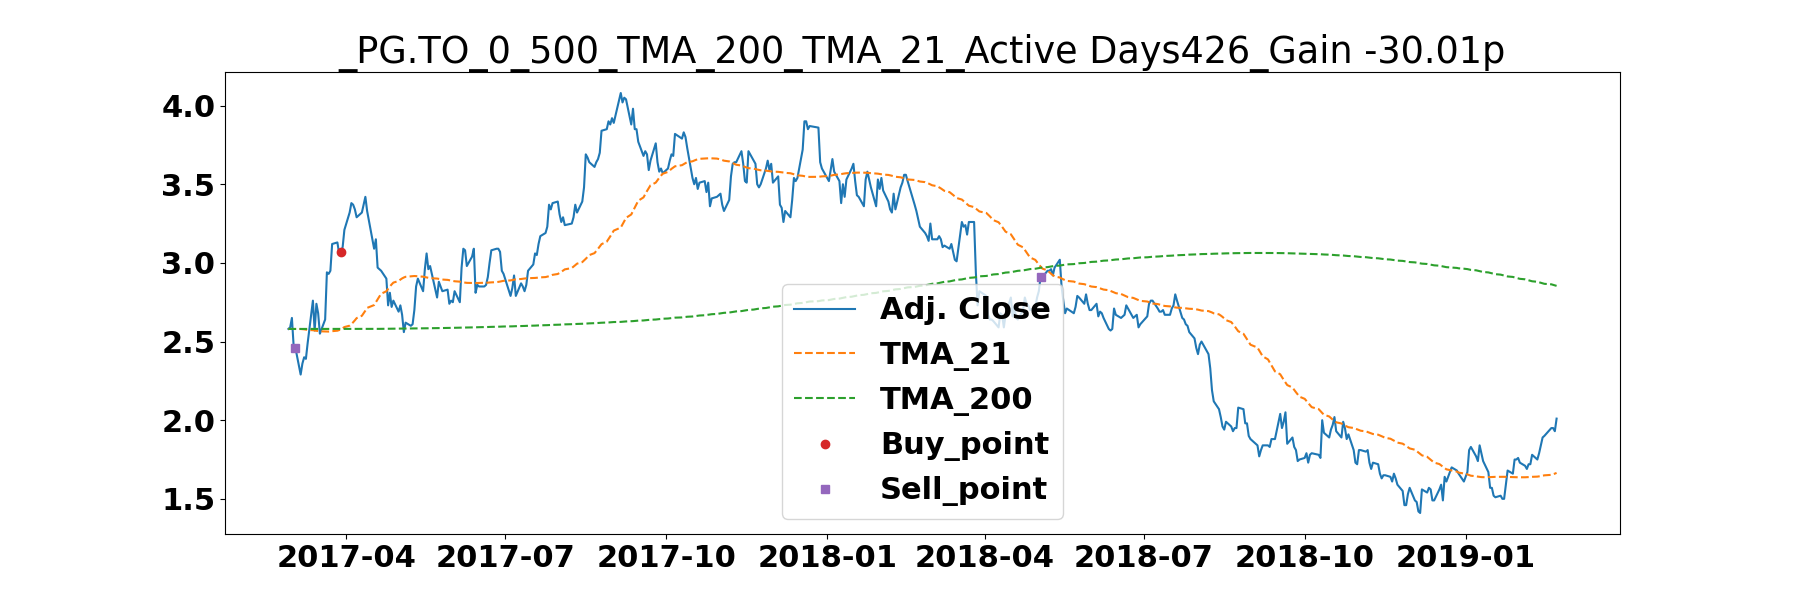 _PG.TO_0_500_TMA_200_TMA_21_Active Days426_Gain -30.01p
4.0
3.5
3.0
2.5
2.0
1.5
Adj. Close
TMA_21
TMA_200
Buy_point
Sell_point
2017-04 2017-07 2017-10 2018-01 2018-04 2018-07 2018-10 2019-01